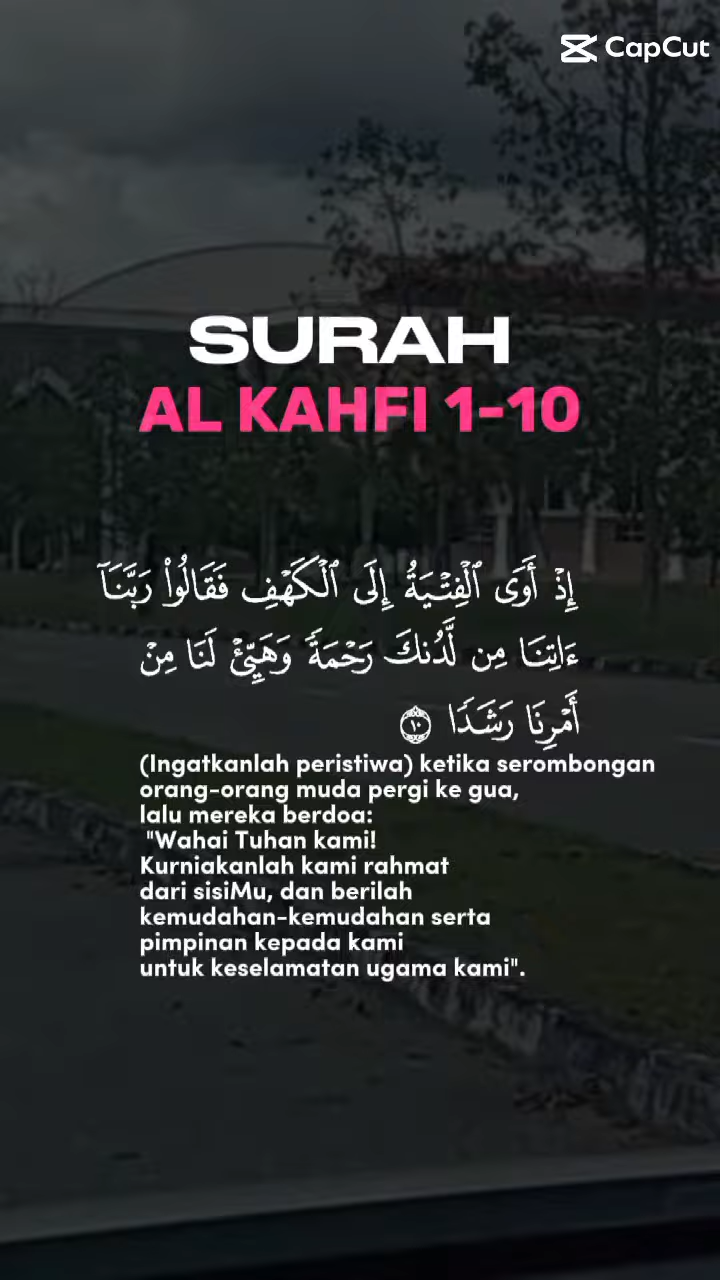 CapCut
SURAH
AL KAHFI 1-10
إِذْ أَوَى ٱلْفِتْيَةُ إِلَى ٱلْكَهْفِ فَقَالُوا۟ رَبَّنَآ
ءَاتِنَا مِن لَّدُنكَ رَحْمَةً وَهَيِّئْ لَنَا مِنْ
أَمْرِنَا رَشَدًا ١٠
(Ingatkanlah peristiwa) ketika serombongan
orang-orang muda pergi ke gua,
lalu mereka berdoa:
"Wahai Tuhan kami!
Kurniakanlah kami rahmat
dari sisiMu, dan berilah
kemudahan-kemudahan serta
pimpinan kepada kami
untuk keselamatan ugama kami".